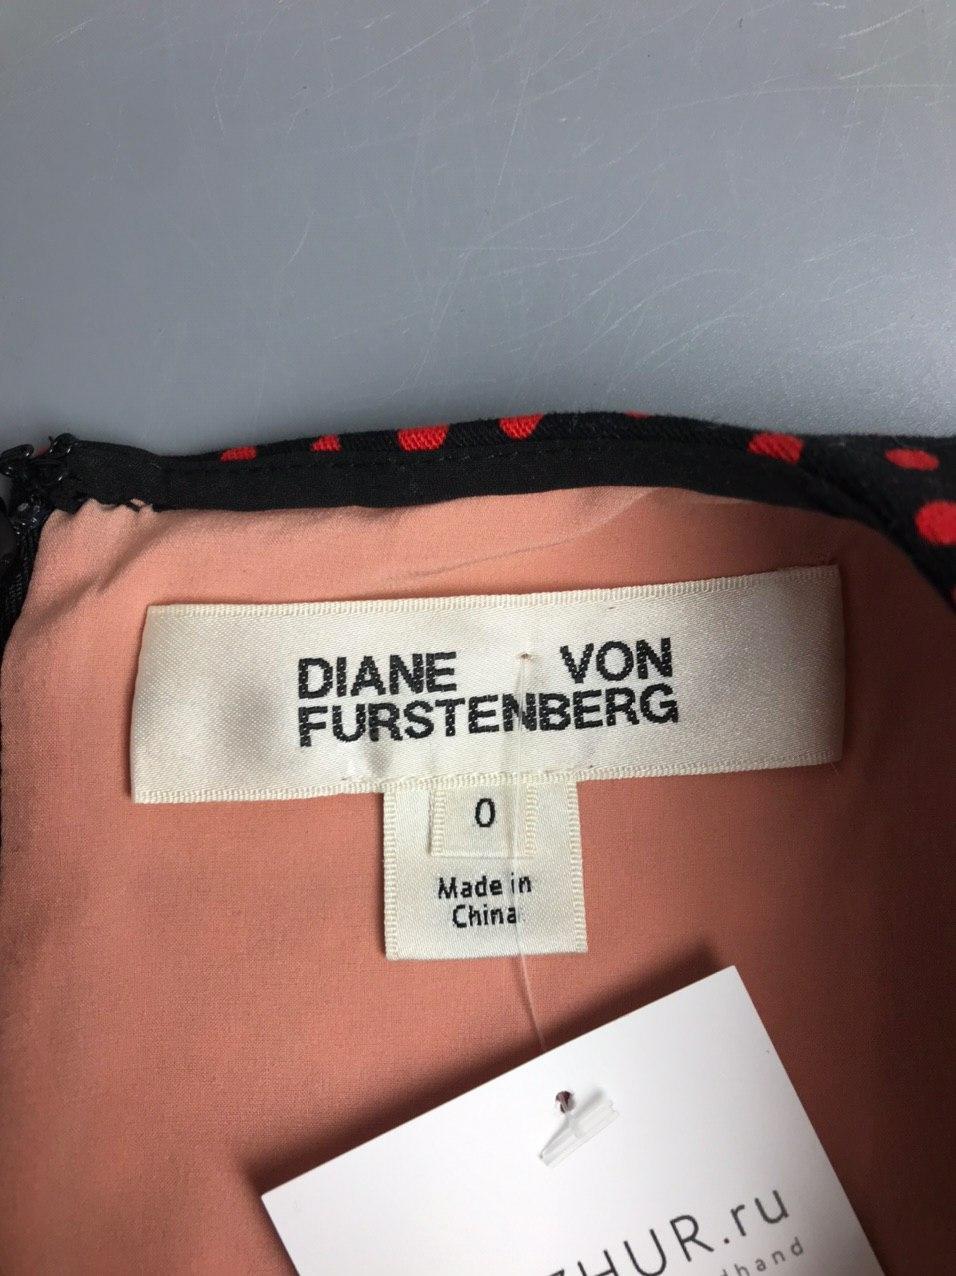 DIANE VON
FURSTENBERG
0
Made in
China
ZHUR.ru